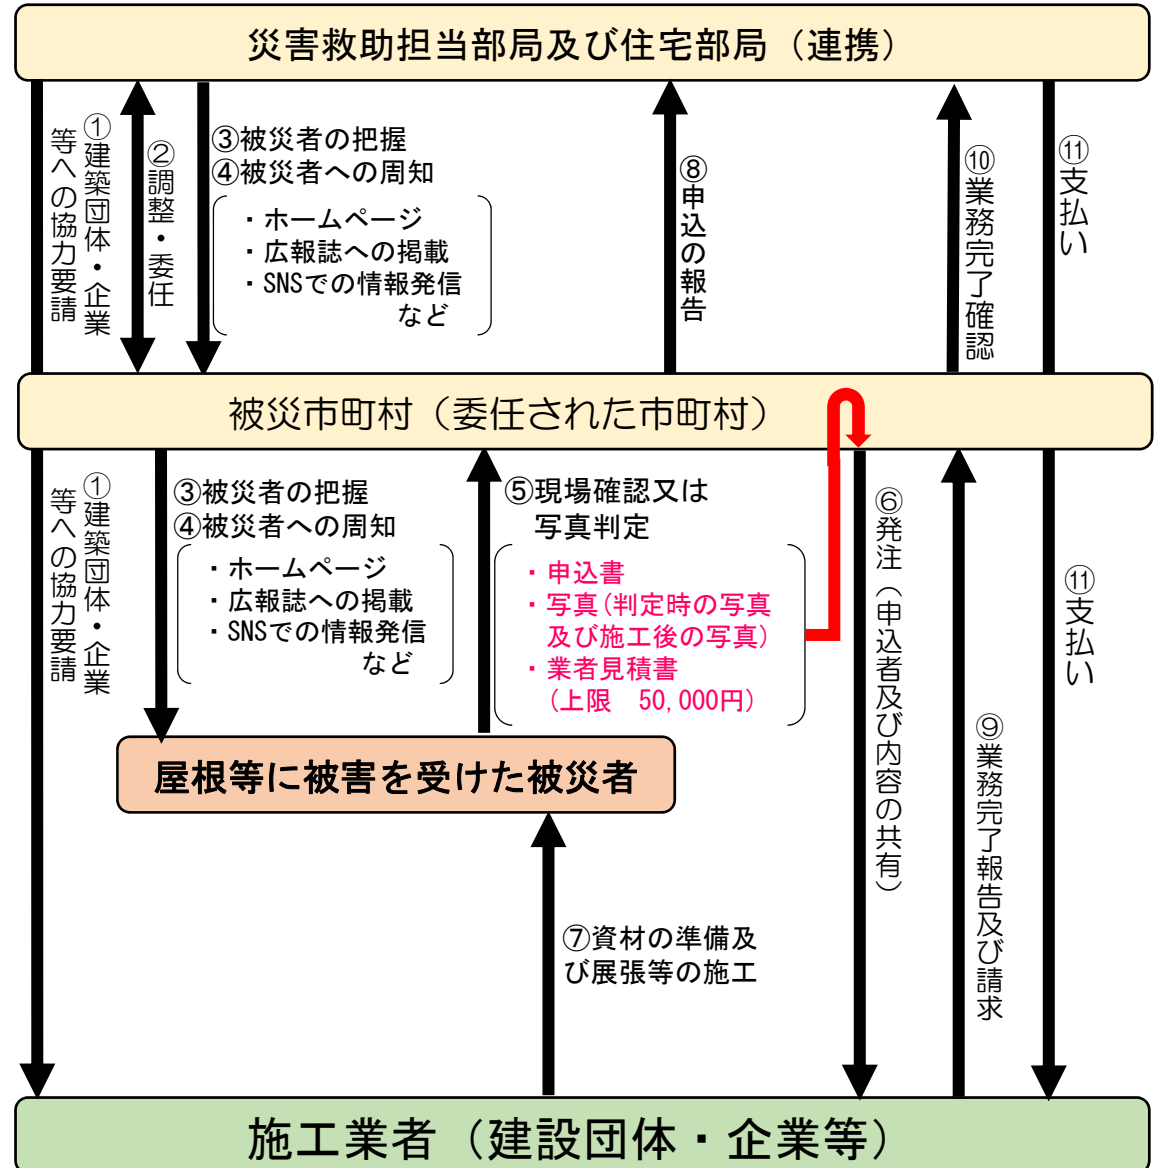 災害救助担当部局及び住宅部局（連携）
①建築団体・企業
等への協力要請
②調整・委任
③被災者の把握
④被災者への周知
・ホームページ
・広報誌への掲載
・SNSでの情報発信
など
⑧申込の報告
⑩業務完了確認
⑪支払い
被災市町村（委任された市町村）
①建築団体・企業
等への協力要請
③被災者の把握
④被災者への周知
・ホームページ
・広報誌への掲載
・SNSでの情報発信
など
⑤現場確認又は
写真判定
・申込書
・写真(判定時の写真
及び施工後の写真)
・業者見積書
(上限　50,000円)
⑥発注（申込者及び内容の共有）
⑨業務完了報告及び請求
⑪支払い
屋根等に被害を受けた被災者
⑦資材の準備及
び展張等の施工
施工業者（建設団体・企業等）